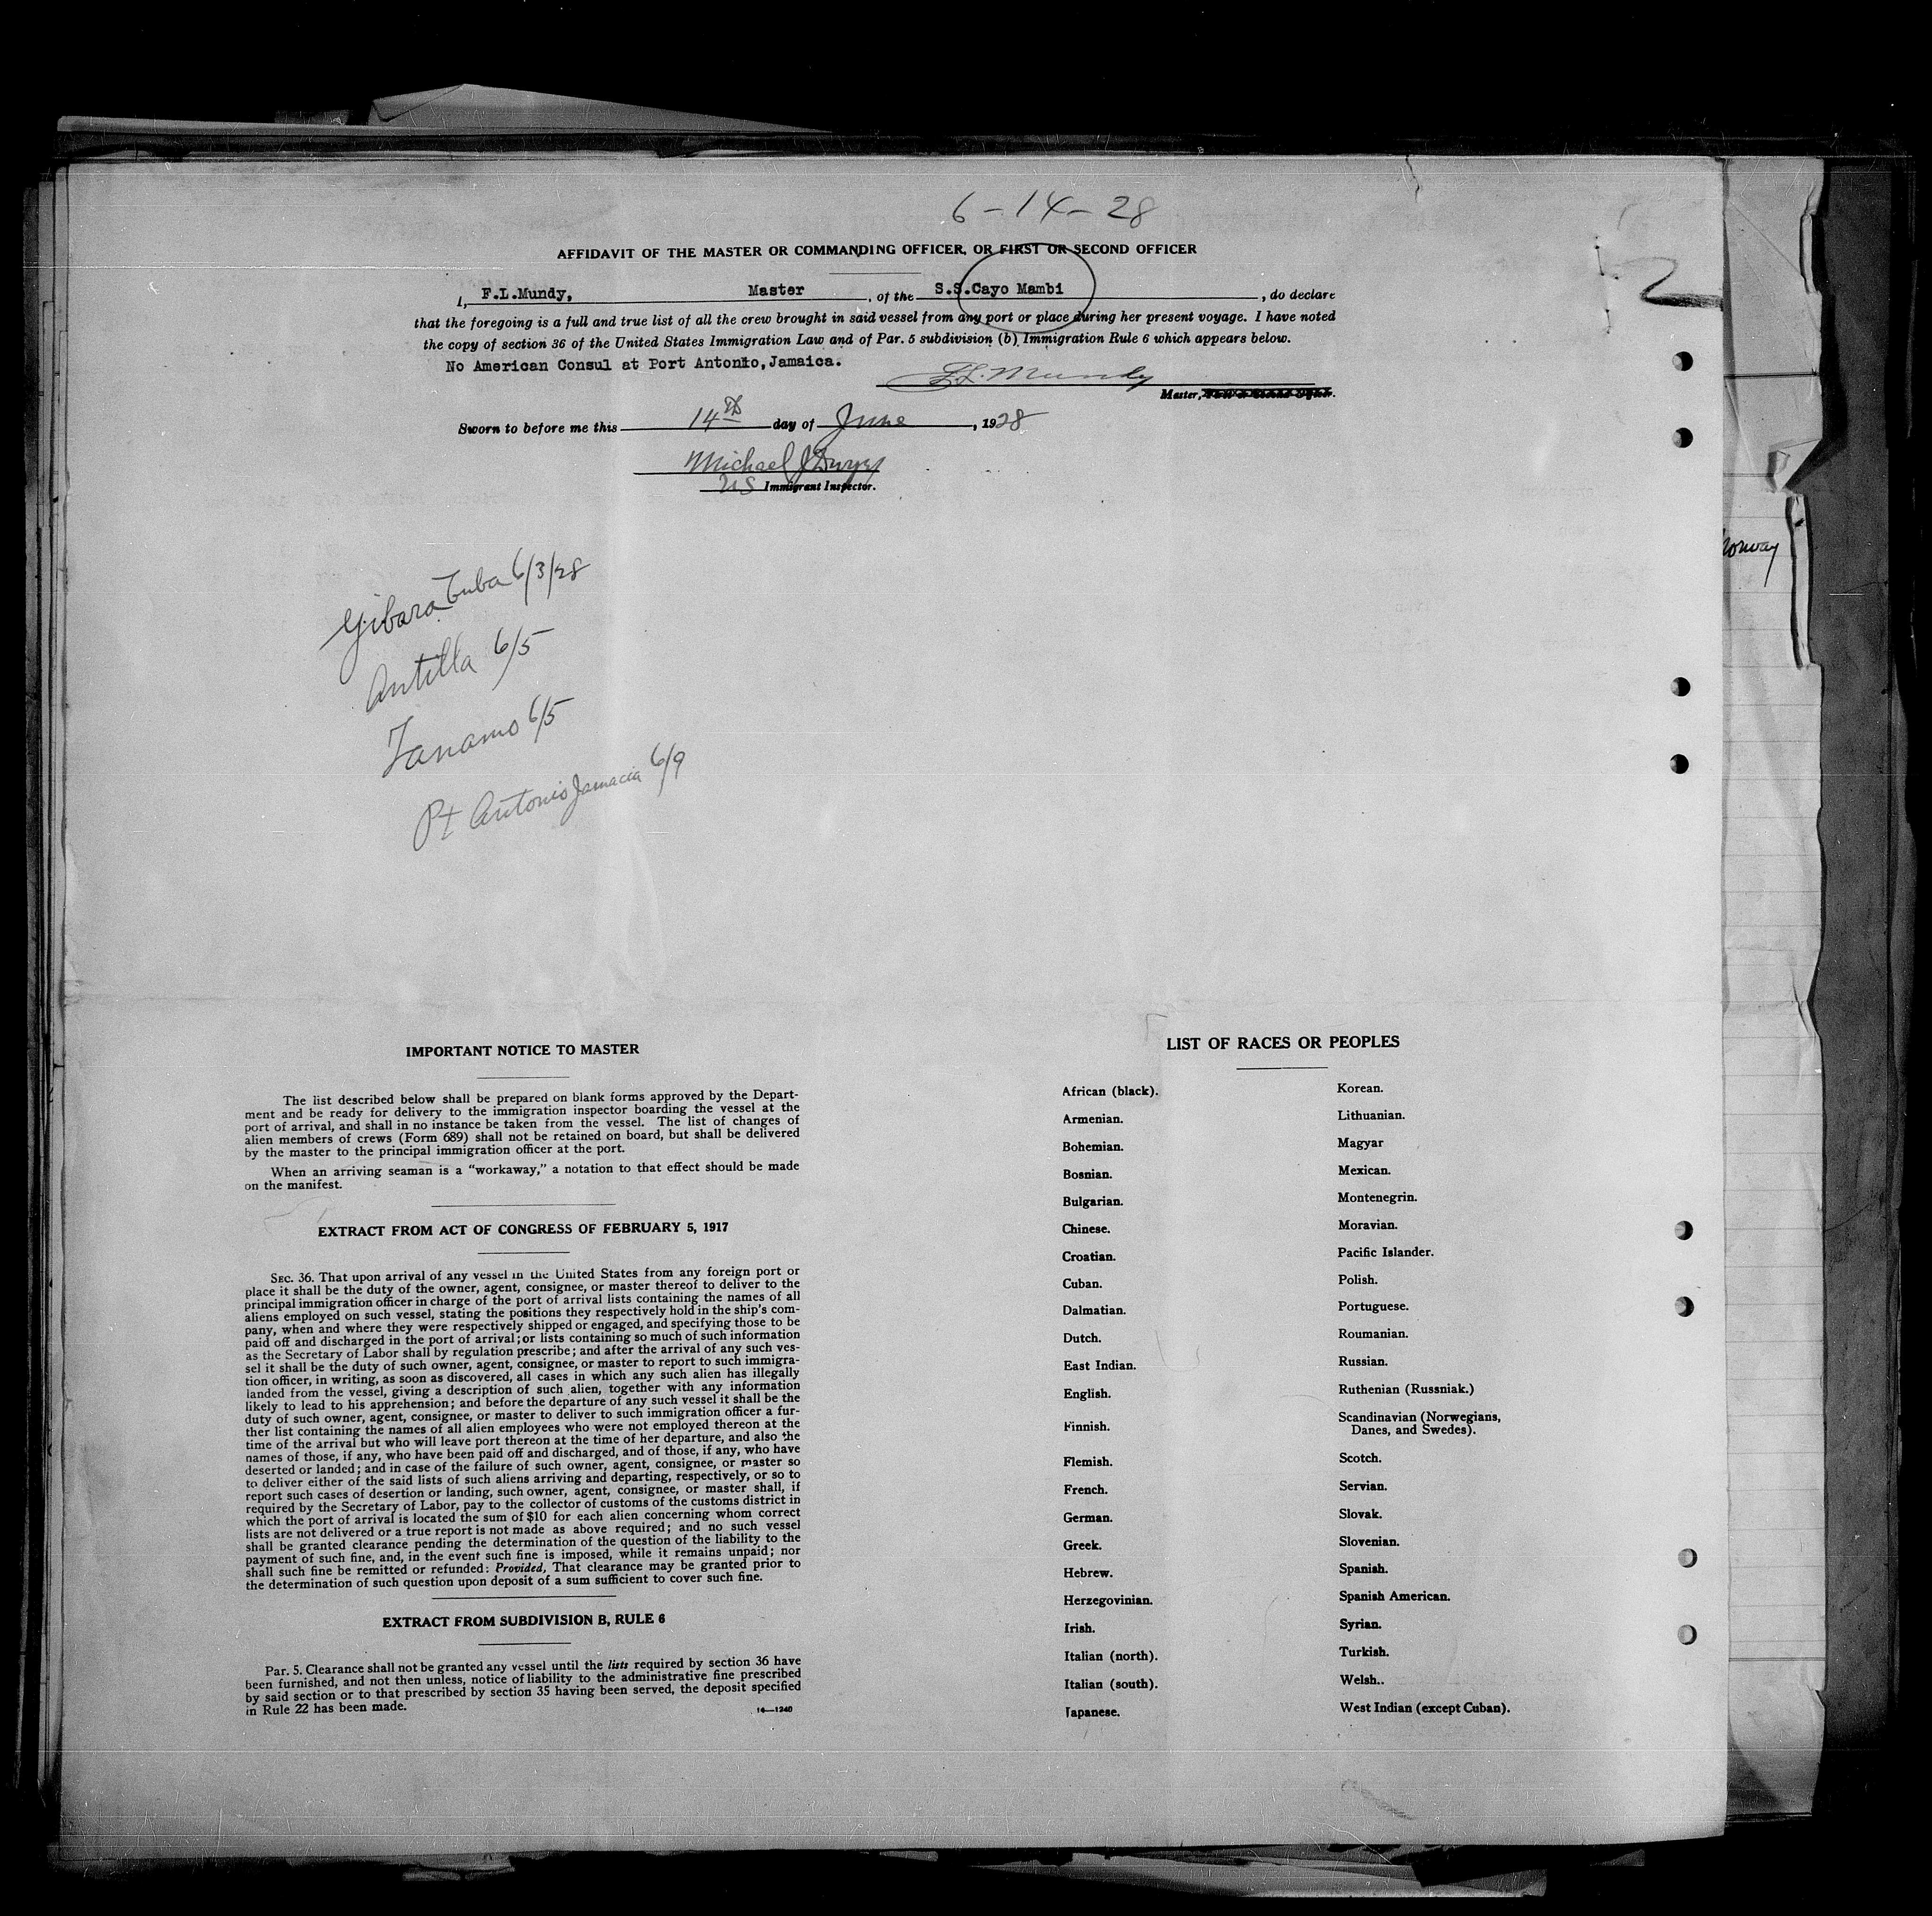 6-14-28
AFFIDAVIT OF THE MASTER OR COMMANDING OFFICER, OR FIRST OR SECOND OFFICER
I, F.L.Mundy, Master, of the S.S.Cayo Mambi, do declare
that the foregoing is a full and true list of all the crew brought in said vessel from any port or place during her present voyage. I have noted
the copy of section 36 of the United States Immigration Law and of Par. 5 subdivision (b) Immigration Rule 6 which appears below.
No American Consul at Port Antonio, Jamaica.
F.L. Mundy
Master,
Sworn to before me this 14th day of June, 1928
Michael J Dwyer
US Immigrant Inspector.
Norway
Gibara Cuba 6/3/28
Antilla 6/5
Tanamo 6/5
Pt Antonio Jamacia 6/9
IMPORTANT NOTICE TO MASTER
The list described below shall be prepared on blank forms approved by the Depart-
ment and be ready for delivery to the immigration inspector boarding the vessel at the
port of arrival, and shall in no instance be taken from the vessel. The list of changes of
alien members of crews (Form 689) shall not be retained on board, but shall be delivered
by the master to the principal immigration officer at the port.
When an arriving seaman is a "workaway," a notation to that effect should be made
on the manifest.
EXTRACT FROM ACT OF CONGRESS OF FEBRUARY 5, 1917
SEC. 36. That upon arrival of any vessel in the United States from any foreign port or
place it shall be the duty of the owner, agent, consignee, or master thereof to deliver to the
principal immigration officer in charge of the port of arrival lists containing the names of all
aliens employed on such vessel, stating the positions they respectively hold in the ship's com-
pany, when and where they were respectively shipped or engaged, and specifying those to be
paid off and discharged in the port of arrival; or lists containing so much of such information
as the Secretary of Labor shall by regulation prescribe; and after the arrival of any such ves-
sel it shall be the duty of such owner, agent, consignee, or master to report to such immigra-
tion officer, in writing, as soon as discovered, all cases in which any such alien has illegally
landed from the vessel, giving a description of such alien, together with any information
likely to lead to his apprehension; and before the departure of any such vessel it shall be the
duty of such owner, agent, consignee, or master to deliver to such immigration officer a fur-
ther list containing the names of all alien employees who were not employed thereon at the
time of the arrival but who will leave port thereon at the time of her departure, and also the
names of those, if any, who have been paid off and discharged, and of those, if any, who have
deserted or landed; and in case of the failure of such owner, agent, consignee, or master so
to deliver either of the said lists of such aliens arriving and departing, respectively, or so to
report such cases of desertion or landing, such owner, agent, consignee, or master shall, if
required by the Secretary of Labor, pay to the collector of customs of the customs district in
which the port of arrival is located the sum of $10 for each alien concerning whom correct
lists are not delivered or a true report is not made as above required; and no such vessel
shall be granted clearance pending the determination of the question of the liability to the
payment of such fine, and, in the event such fine is imposed, while it remains unpaid; nor
shall such fine be remitted or refunded: Provided, That clearance may be granted prior to
the determination of such question upon deposit of a sum sufficient to cover such fine.
EXTRACT FROM SUBDIVISION B, RULE 6
Par. 5. Clearance shall not be granted any vessel until the lists required by section 36 have
been furnished, and not then unless, notice of liability to the administrative fine prescribed
by said section or to that prescribed by section 35 having been served, the deposit specified
in Rule 22 has been made.
14—1240
LIST OF RACES OR PEOPLES
African (black).
Armenian.
Bohemian.
Bosnian.
Bulgarian.
Chinese.
Croatian.
Cuban.
Dalmatian.
Dutch.
East Indian.
English.
Finnish.
Flemish.
French.
German.
Greek.
Hebrew.
Herzegovinian.
Irish.
Italian (north).
Italian (south).
Japanese.
Korean.
Lithuanian.
Magyar
Mexican.
Montenegrin.
Moravian.
Pacific Islander.
Polish.
Portuguese.
Roumanian.
Russian.
Ruthenian (Russniak.)
Scandinavian (Norwegians,
Danes, and Swedes).
Scotch.
Servian.
Slovak.
Slovenian.
Spanish.
Spanish American.
Syrian.
Turkish.
Welsh..
West Indian (except Cuban).